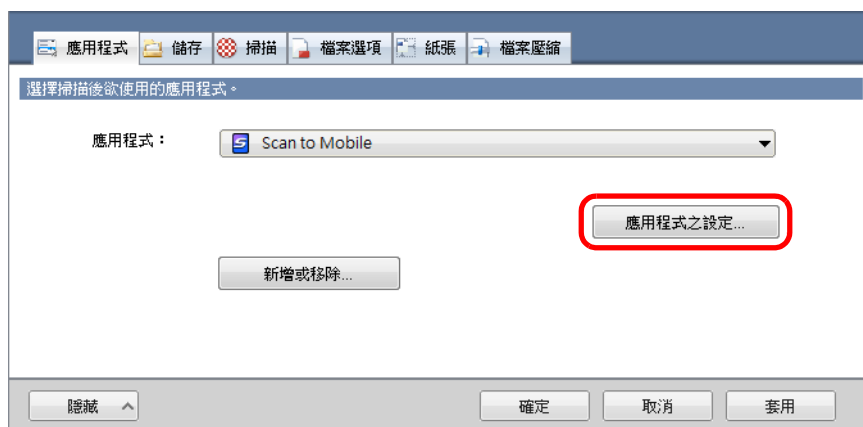 應用程式 儲存 掃描 檔案選項 紙張 檔案壓縮
選擇掃描後欲使用的應用程式。
應用程式： Scan to Mobile
應用程式之設定...
新增或移除...
隱藏 確定 取消 套用